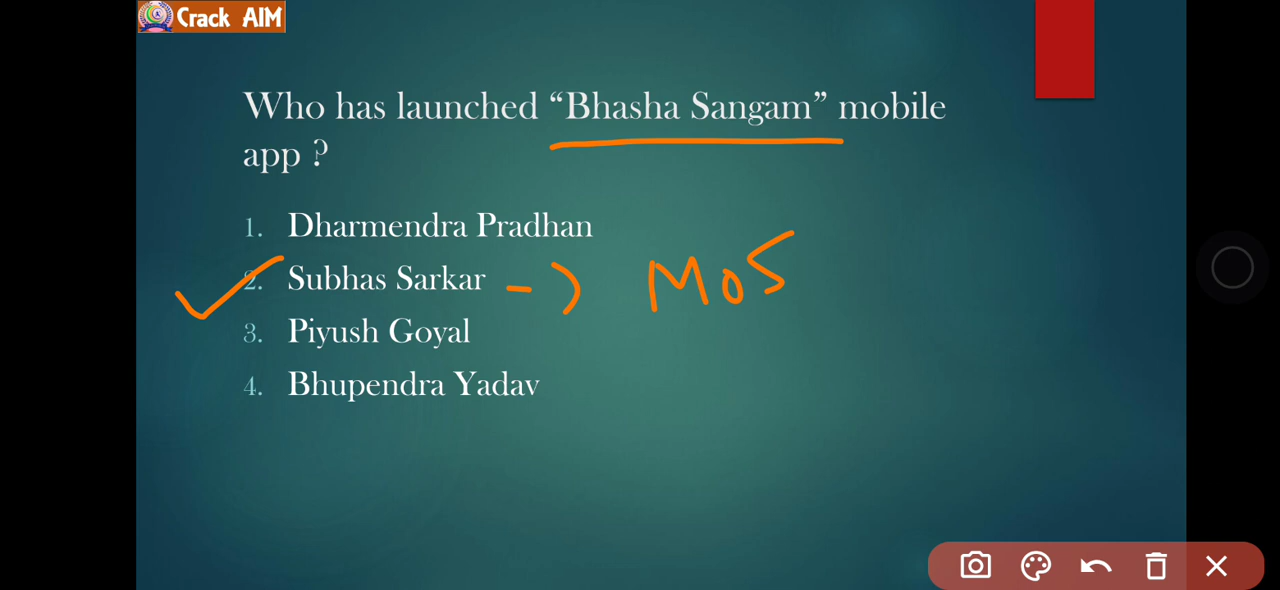 Crack AIM
Who has launched “Bhasha Sangam” mobile
app ?
1. Dharmendra Pradhan
2. Subhas Sarkar -> MoS
3. Piyush Goyal
4. Bhupendra Yadav